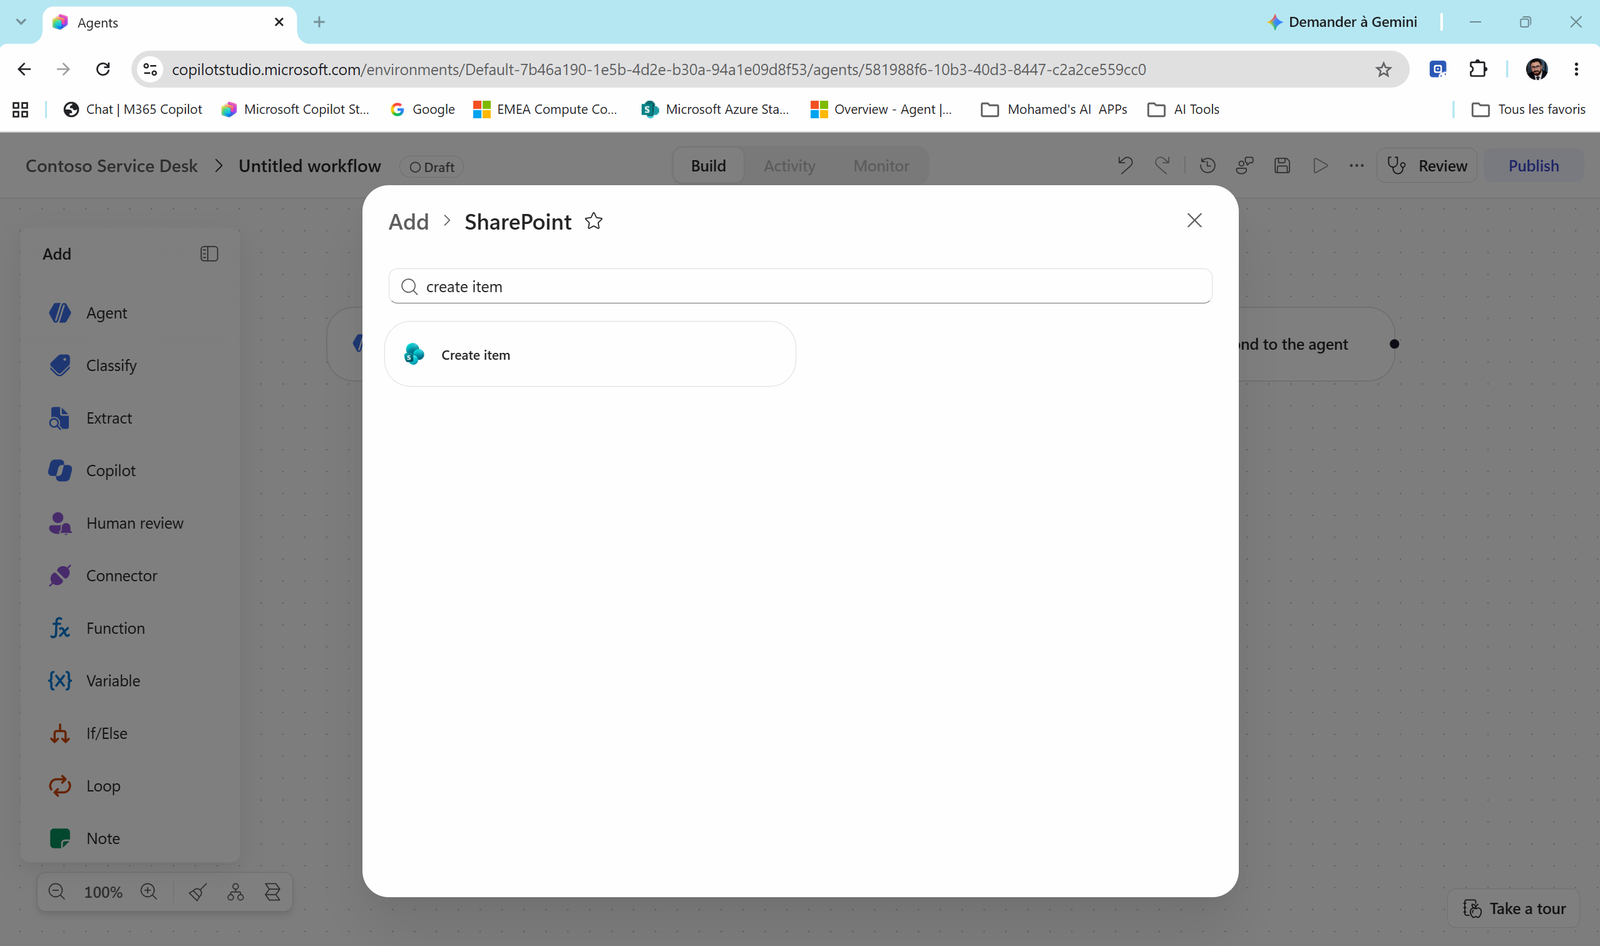 Agents
Demander à Gemini
copilotstudio.microsoft.com/environments/Default-7b46a190-1e5b-4d2e-b30a-94a1e09d8f53/agents/581988f6-10b3-40d3-8447-c2a2ce559cc0
Chat | M365 Copilot
Microsoft Copilot St...
Google
EMEA Compute Co...
Microsoft Azure Sta...
Overview - Agent |...
Mohamed's AI APPs
AI Tools
Tous les favoris
Contoso Service Desk > Untitled workflow
Draft
Build
Activity
Monitor
Review
Publish
Add
Agent
Classify
Extract
Copilot
Human review
Connector
Function
Variable
If/Else
Loop
Note
100%
Add > SharePoint
create item
Create item
nd to the agent
Take a tour